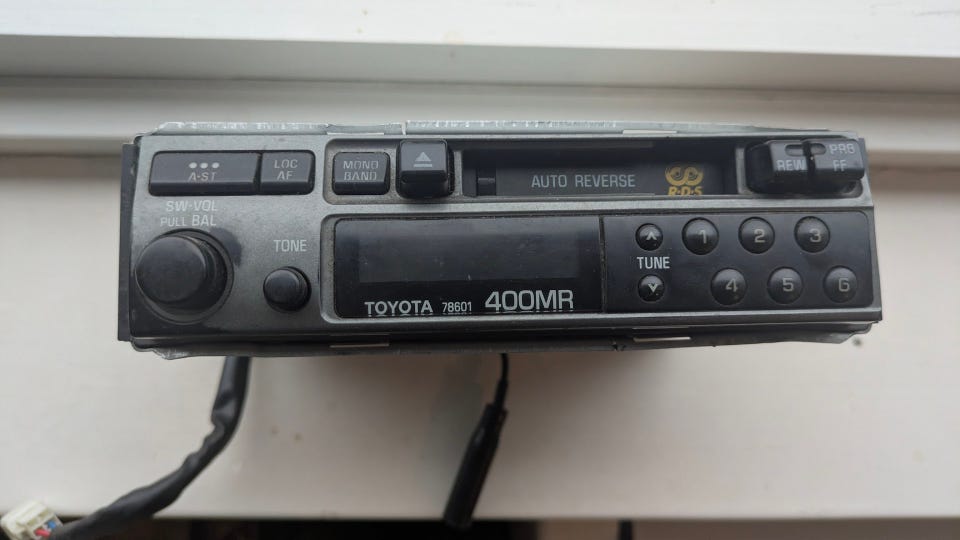 A-ST
LOC
AF
MONO
BAND
AUTO REVERSE
R·D·S
REW
PRG
FF
SW·VOL
PULL BAL
TONE
TUNE
1
2
3
4
5
6
TOYOTA 78601 400MR